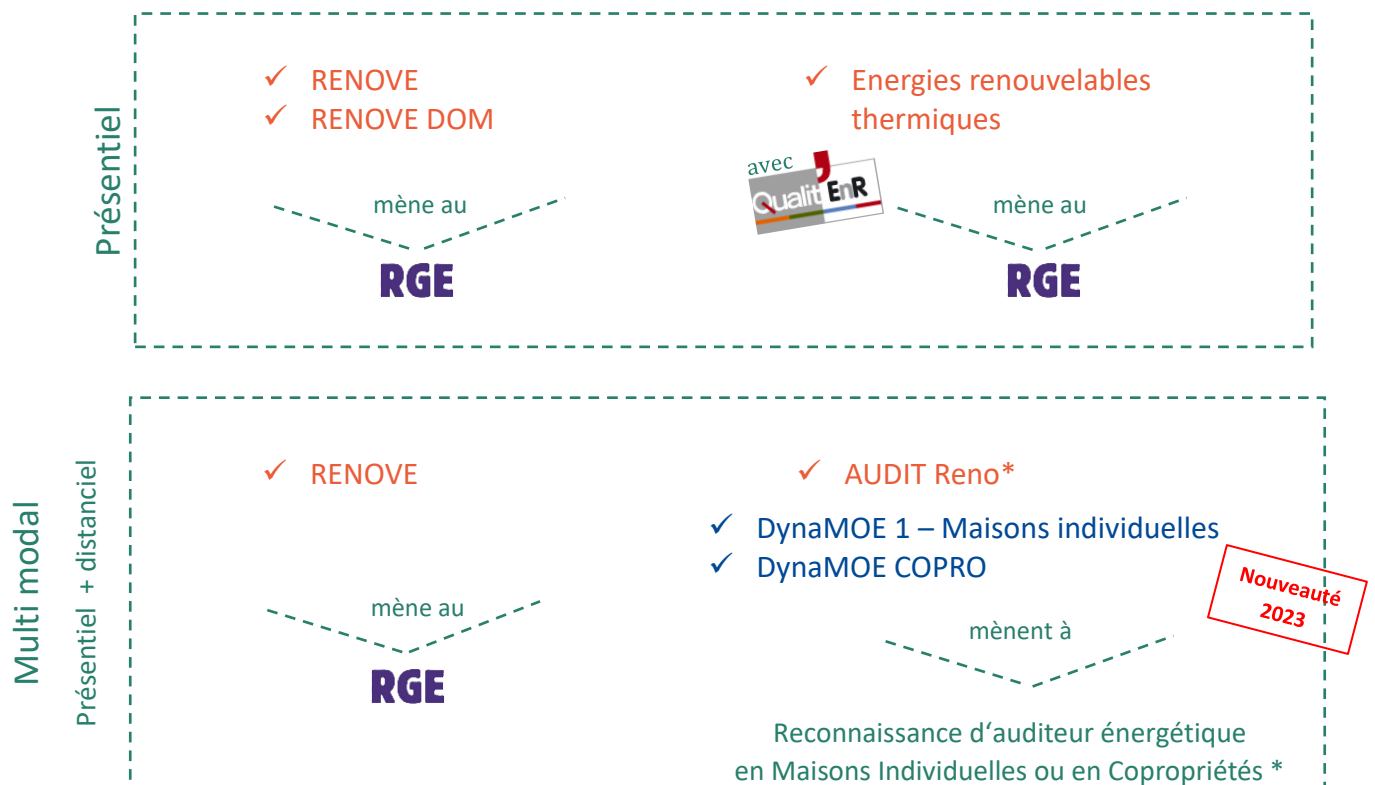 Présentiel
✓ RENOVE
✓ RENOVE DOM
mène au
RGE
✓ Energies renouvelables
thermiques
avec
Qualit'EnR
mène au
RGE
Multi modal
Présentiel + distanciel
✓ RENOVE
mène au
RGE
✓ AUDIT Reno*
✓ DynaMOE 1 – Maisons individuelles
✓ DynaMOE COPRO
Nouveauté
2023
mènent à
Reconnaissance d‘auditeur énergétique
en Maisons Individuelles ou en Copropriétés *